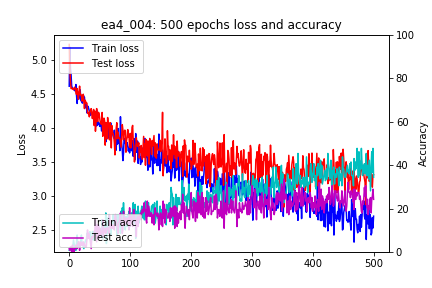 ea4_004: 500 epochs loss and accuracy
Train loss
Test loss
Train acc
Test acc
Loss
5.0
4.5
4.0
3.5
3.0
2.5
Accuracy
100
80
60
40
20
0
0
100
200
300
400
500